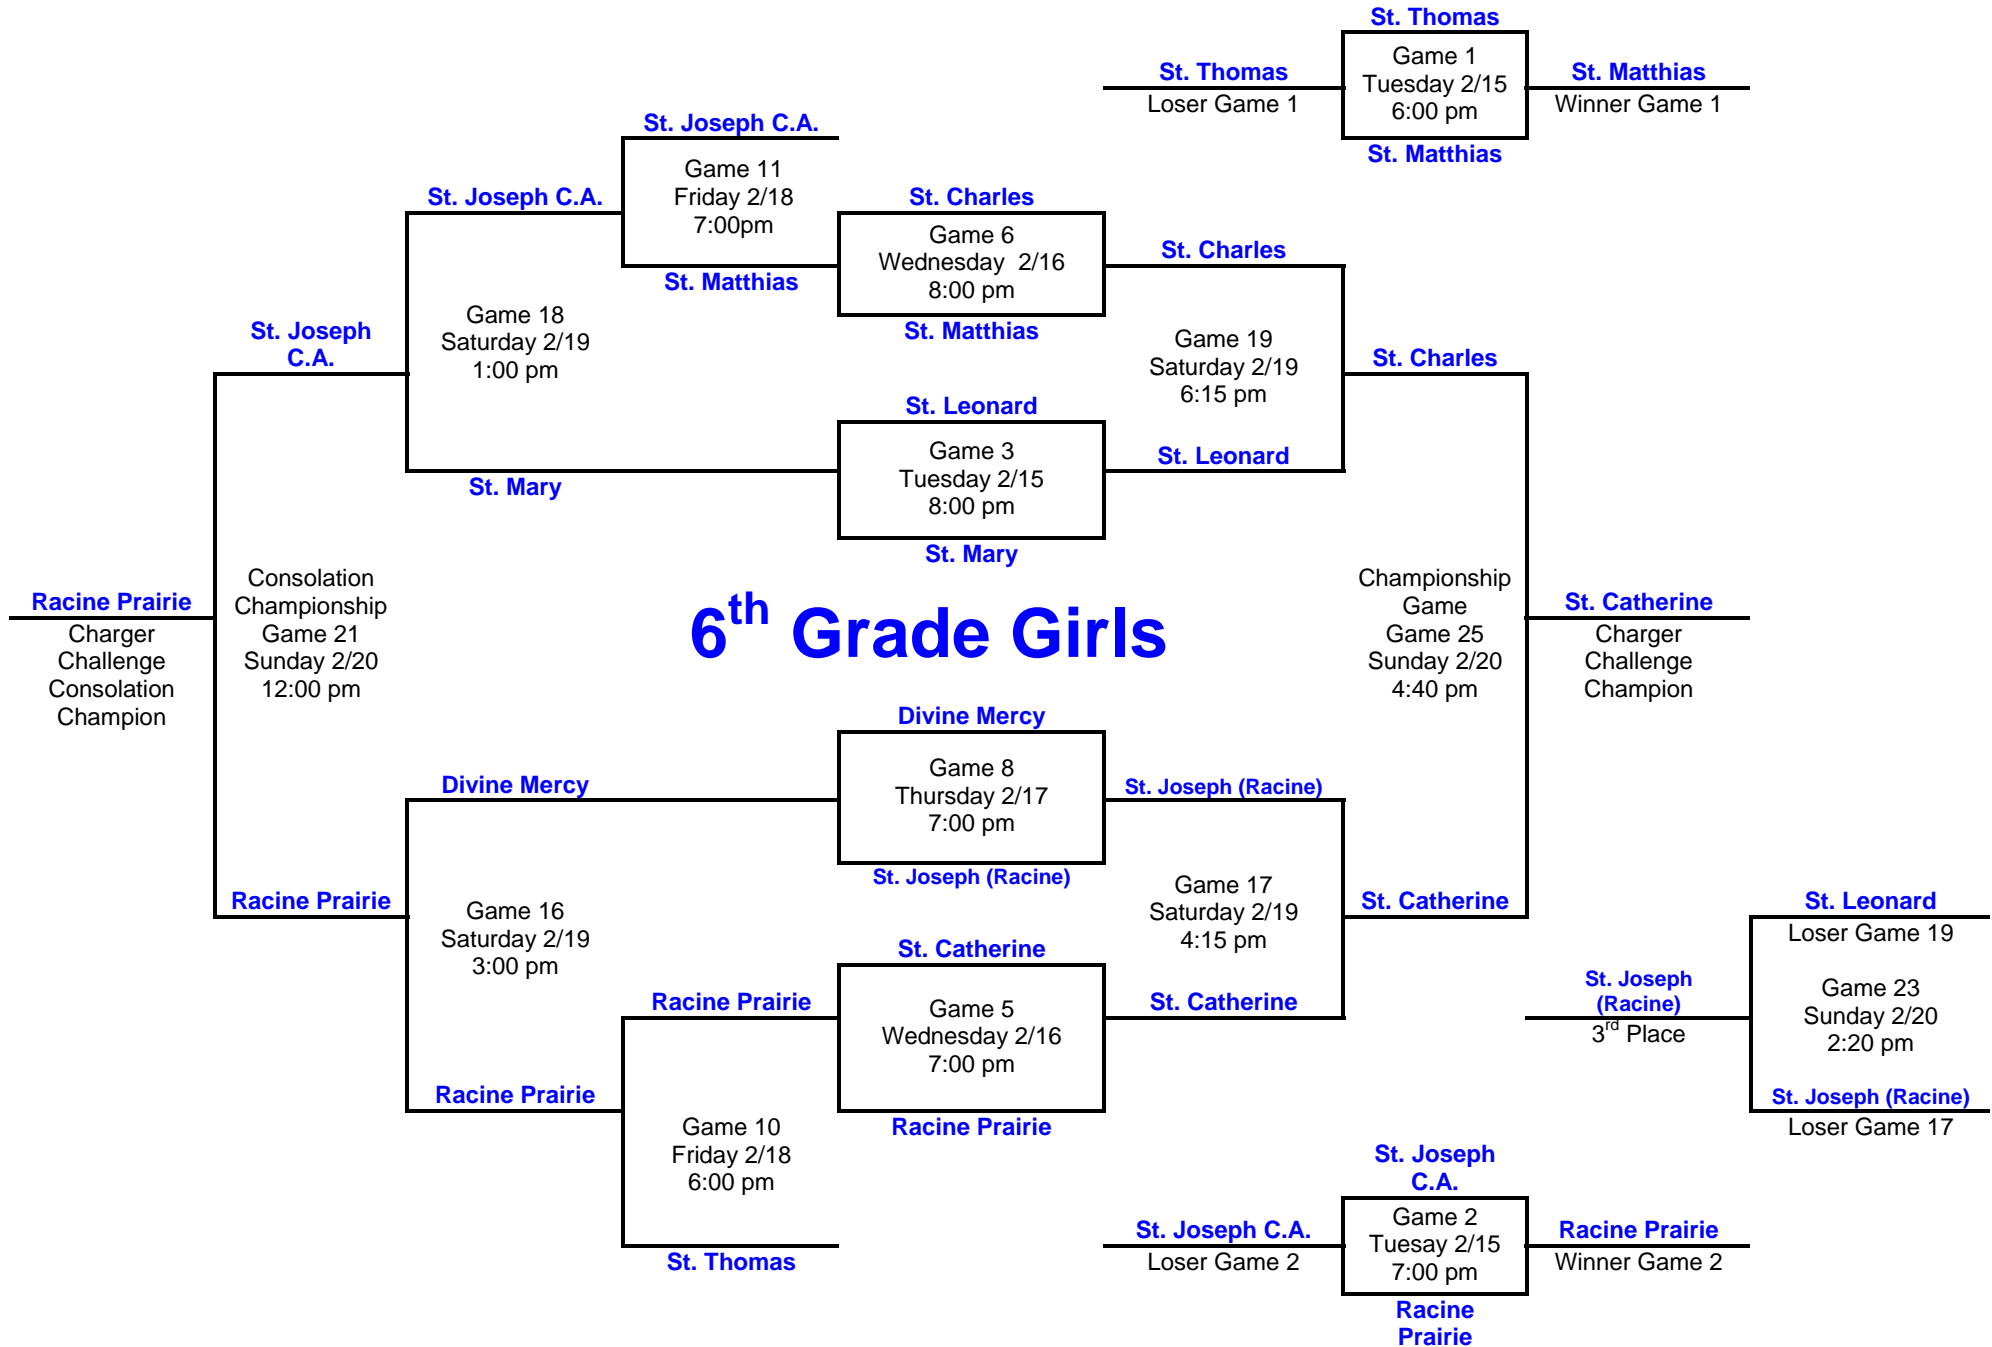 St. Thomas
Game 1
Tuesday 2/15
6:00 pm
St. Matthias
St. Thomas
Loser Game 1
St. Matthias
Winner Game 1
St. Joseph C.A.
Game 11
Friday 2/18
7:00pm
St. Matthias
St. Joseph C.A.
St. Charles
Game 6
Wednesday  2/16
8:00 pm
St. Matthias
St. Charles
Game 18
Saturday 2/19
1:00 pm
St. Joseph
C.A.
Game 19
Saturday 2/19
6:15 pm
St. Charles
St. Leonard
Game 3
Tuesday 2/15
8:00 pm
St. Mary
St. Leonard
St. Mary
Racine Prairie
Charger
Challenge
Consolation
Champion
Consolation
Championship
Game 21
Sunday 2/20
12:00 pm
6th Grade Girls
Championship
Game
Game 25
Sunday 2/20
4:40 pm
St. Catherine
Charger
Challenge
Champion
Divine Mercy
Game 8
Thursday 2/17
7:00 pm
St. Joseph (Racine)
Divine Mercy
St. Joseph (Racine)
Racine Prairie
Game 16
Saturday 2/19
3:00 pm
Game 17
Saturday 2/19
4:15 pm
St. Catherine
St. Catherine
Game 5
Wednesday 2/16
7:00 pm
Racine Prairie
Racine Prairie
St. Catherine
Racine Prairie
Game 10
Friday 2/18
6:00 pm
St. Thomas
St. Leonard
Loser Game 19
Game 23
Sunday 2/20
2:20 pm
St. Joseph (Racine)
Loser Game 17
St. Joseph
(Racine)
3rd Place
St. Joseph
C.A.
Game 2
Tuesay 2/15
7:00 pm
Racine
Prairie
St. Joseph C.A.
Loser Game 2
Racine Prairie
Winner Game 2